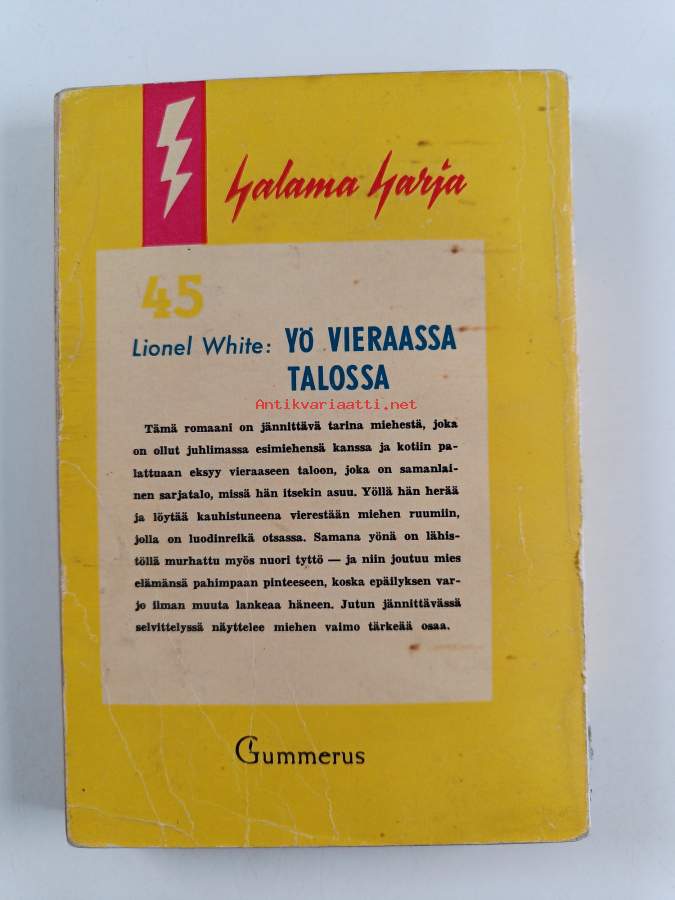 Salama Sarja
45
Lionel White: YÖ VIERAASSA
TALOSSA
Antikvariaatti.net
Tämä romaani on jännittävä tarina miehestä, joka
on ollut juhlimassa esimiehensä kanssa ja kotiin pa-
lattuaan eksyy vieraaseen taloon, joka on samanlai-
nen sarjatalo, missä hän itsekin asuu. Yöllä hän herää
ja löytää kauhistuneena vierestään miehen ruumiin,
jolla on luodinreikä otsassa. Samana yönä on lähis-
töllä murhattu myös nuori tyttö — ja niin joutuu mies
elämänsä pahimpaan pinteeseen, koska epäilyksen var-
jo ilman muuta lankeaa häneen. Jutun jännittävässä
selvittelyssä näyttelee miehen vaimo tärkeää osaa.
Gummerus